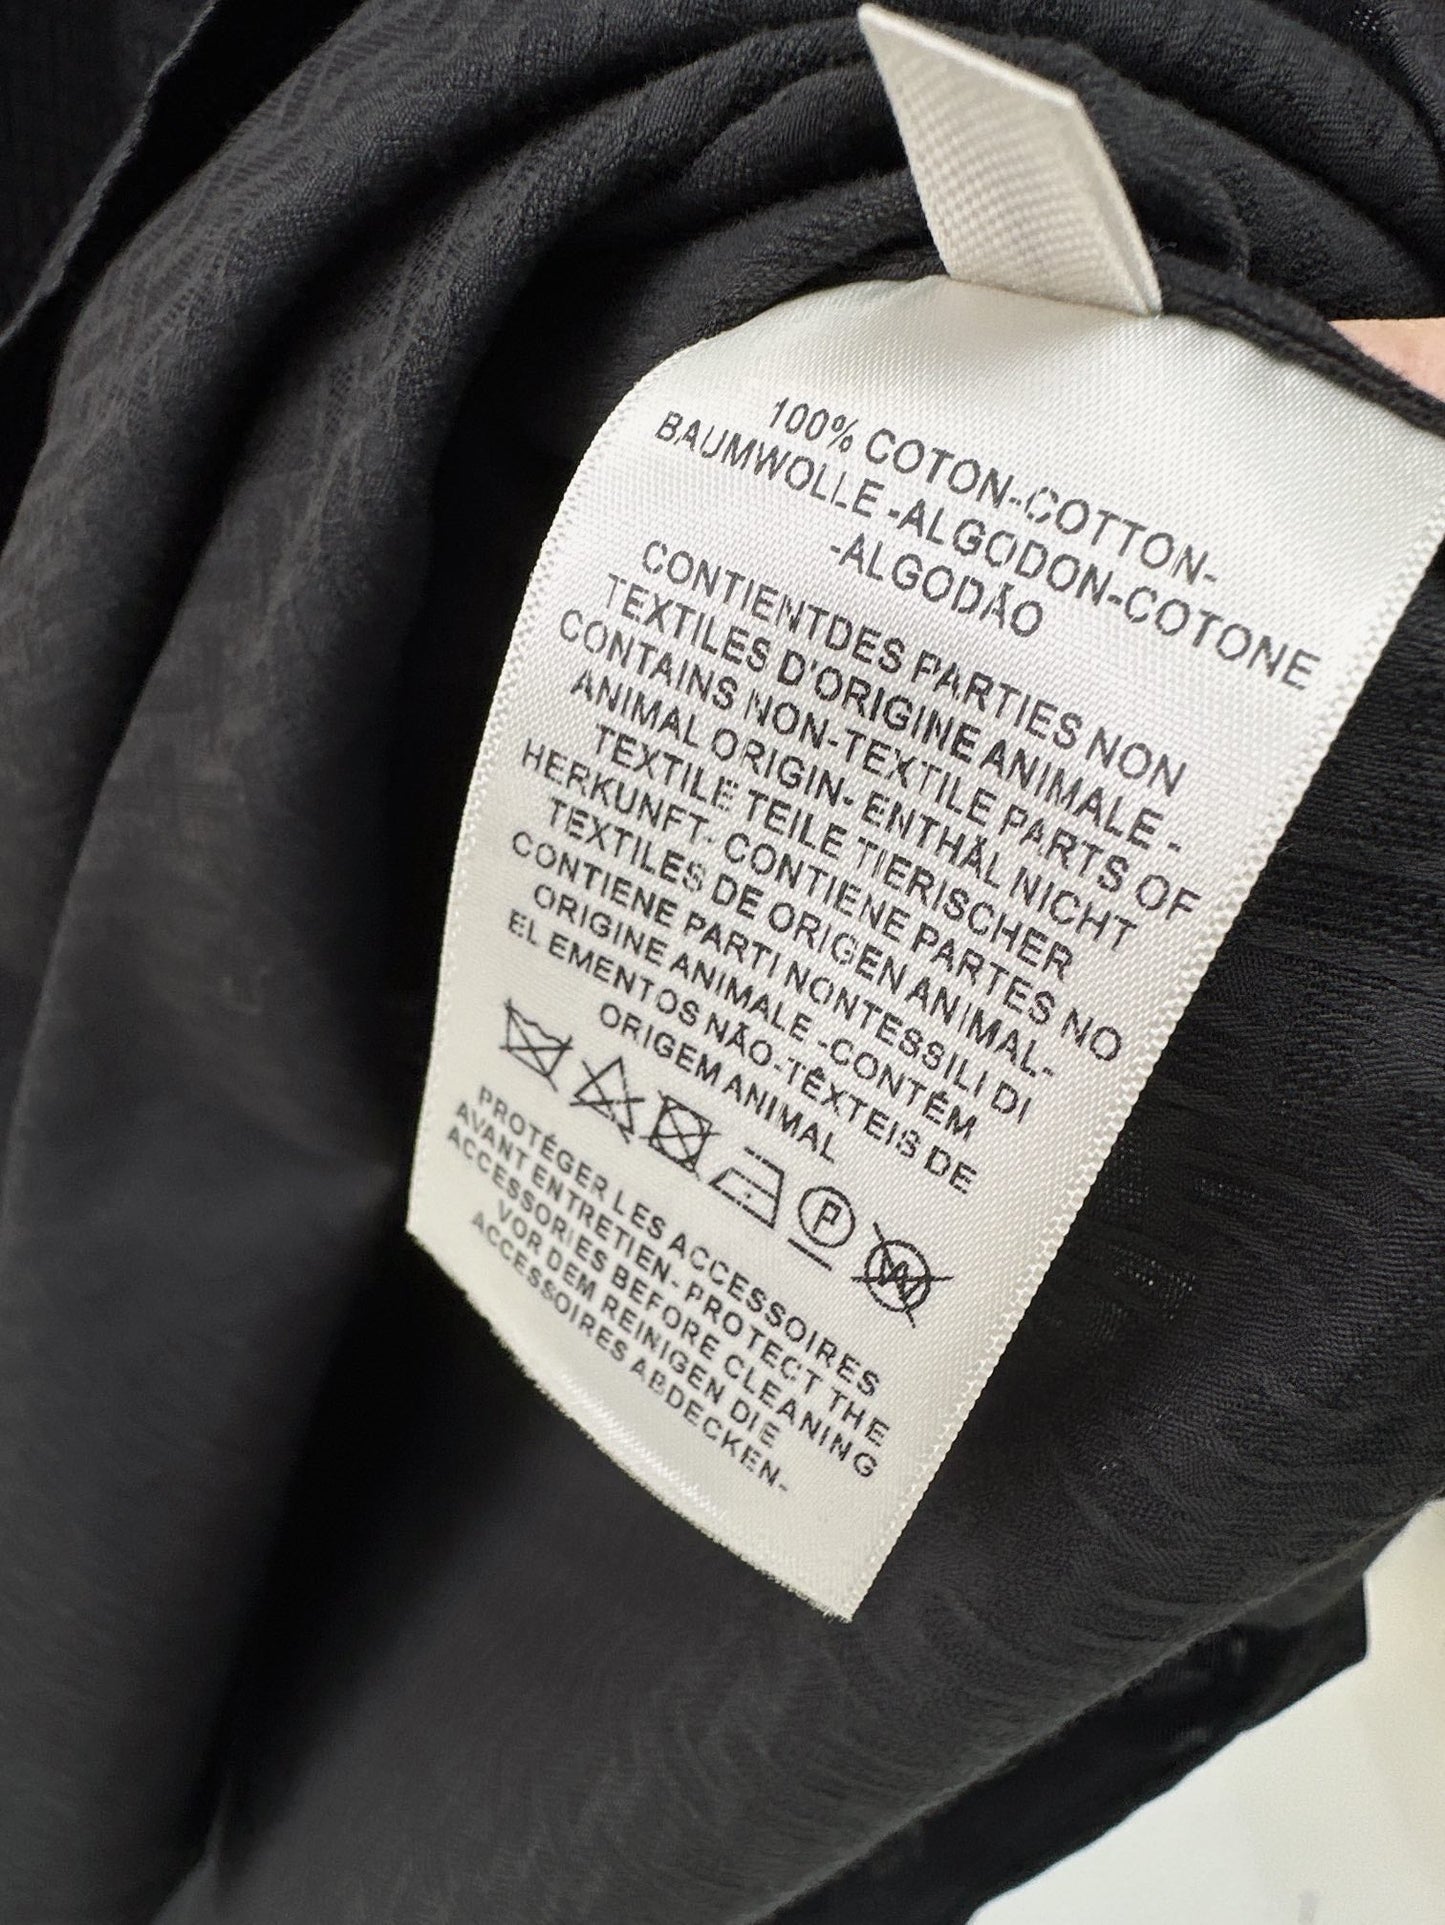 100% COTON-COTTON-
BAUMWOLLE-ALGODON-COTONE
-ALGODÃO
CONTIENTDES PARTIES NON
TEXTILES D'ORIGINE ANIMALE-
CONTAINS NON-TEXTILE PARTS OF
ANIMAL ORIGIN- ENTHÄL NICHT
TEXTILE TEILE TIERISCHER
HERKUNFT- CONTIENE PARTES NO
TEXTILES DE ORIGEN ANIMAL-
CONTIENE PARTI NONTESSILI DI
ORIGINE ANIMALE-CONTÉM
EL EMENTOS NÃO-TÊXTEIS DE
ORIGEM ANIMAL
P W
PROTÉGER LES ACCESSOIRES
AVANT ENTRETIEN- PROTECT THE
ACCESSORIES BEFORE CLEANING
VOR DEM REINIGEN DIE
ACCESSOIRES ABDECKEN-